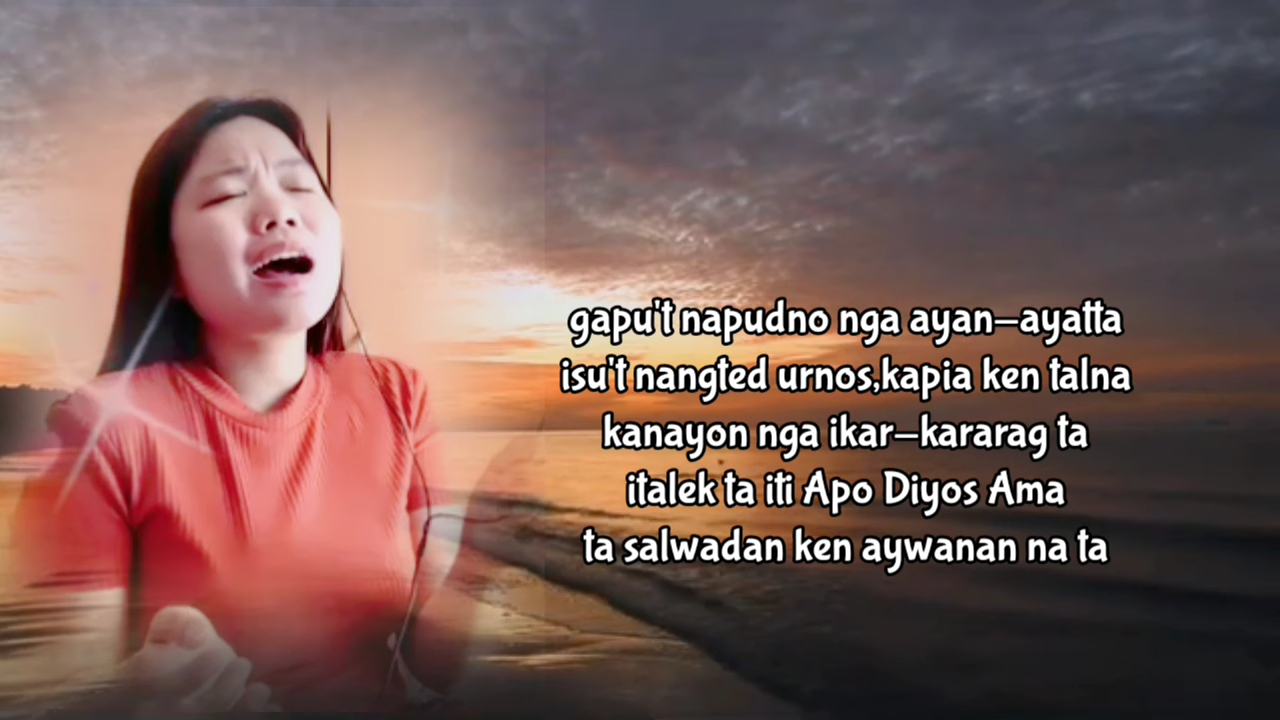 gapu't napudno nga ayan-ayatta
isu't nangted urnos,kapia ken talna
kanayon nga ikar-kararag ta
italek ta iti Apo Diyos Ama
ta salwadan ken aywanan na ta